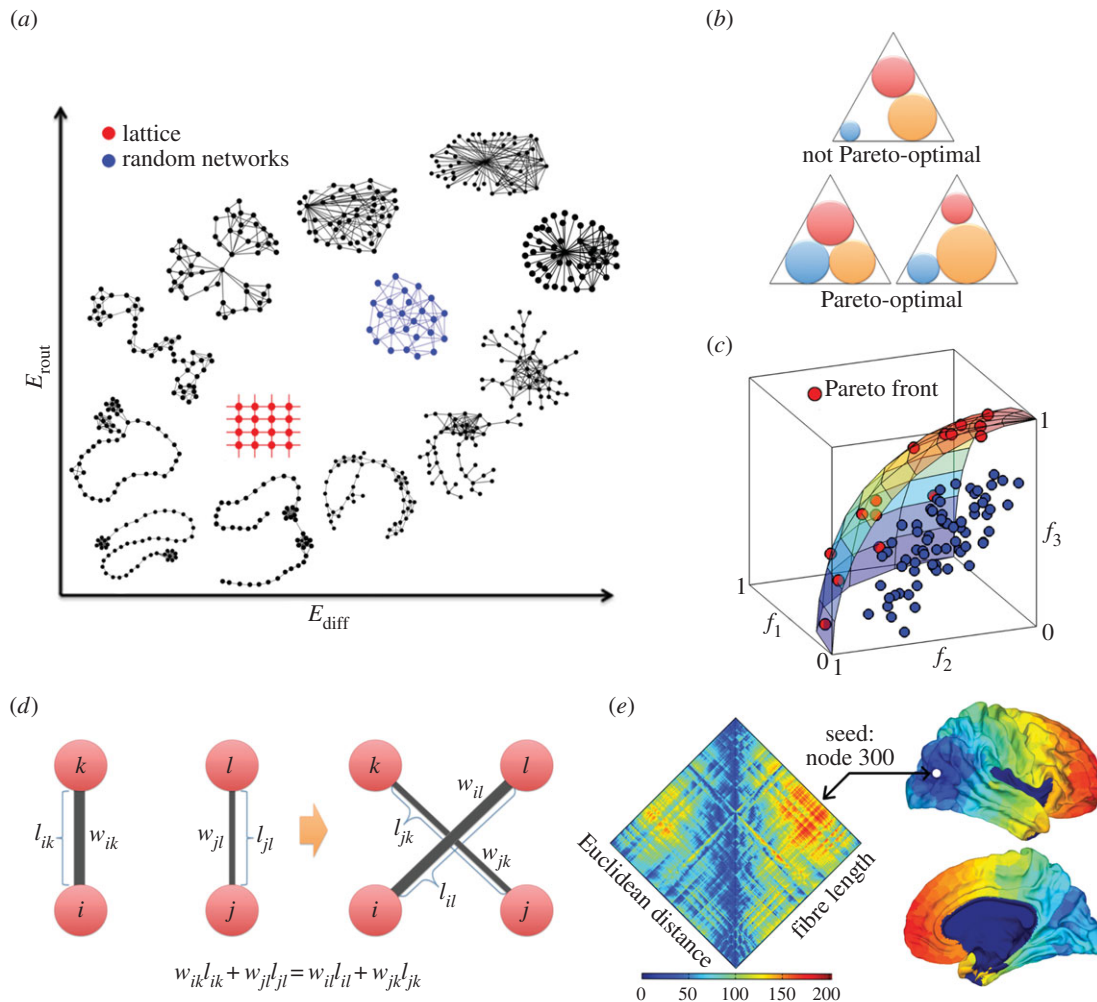 (a)
lattice
random networks
E_rout
E_diff
(b)
not Pareto-optimal
Pareto-optimal
(c)
Pareto front
1
1
f_3
f_1
0
0
1
f_2
(d)
k
l
k
l
w_il
l_ik
w_ik
w_jl
l_jl
l_jk
w_jk
l_il
i
j
i
j
w_ik l_ik + w_jl l_jl = w_il l_il + w_jk l_jk
(e)
seed:
node 300
Euclidean distance
fibre length
0 50 100 150 200